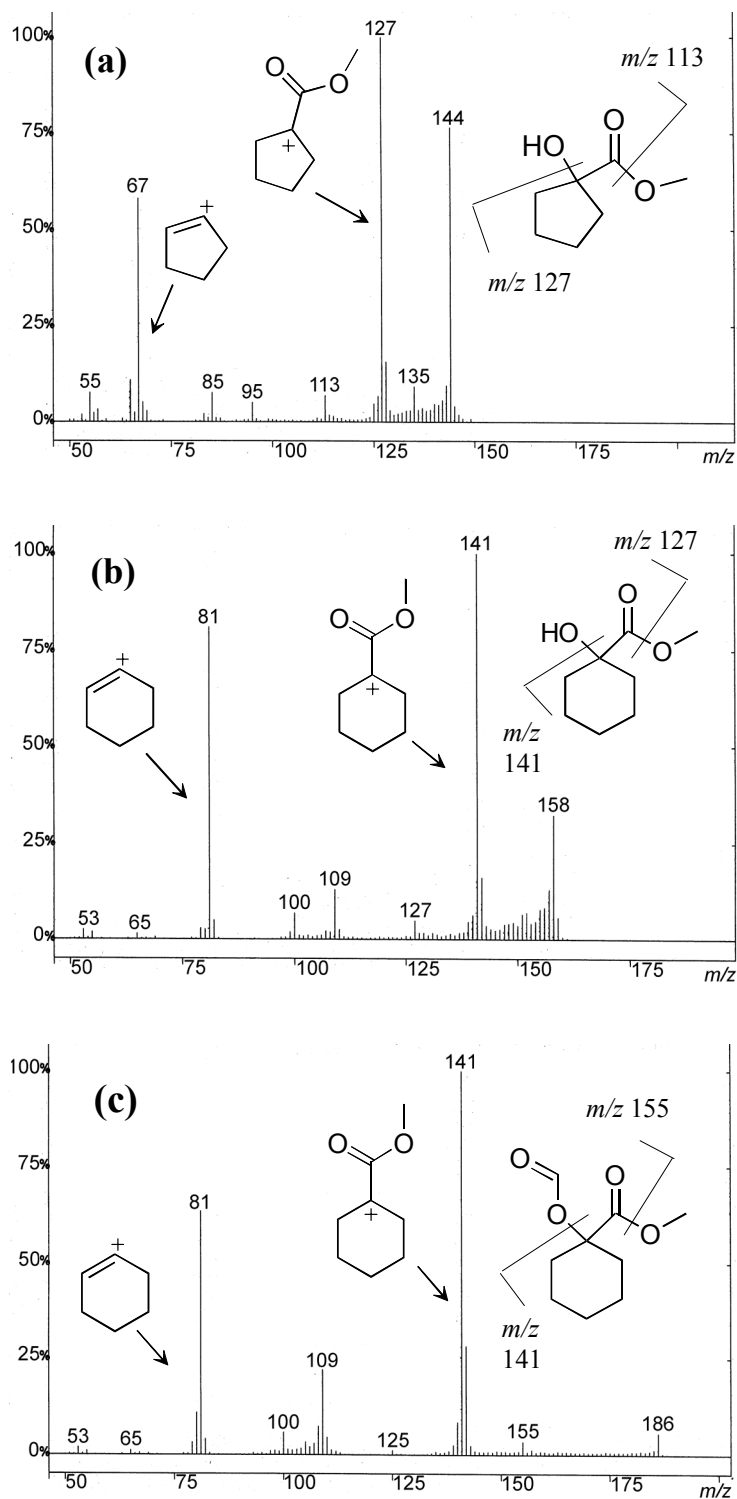 100%
127
(a)
O
O
+
m/z 113
75%
144
O
HO
O
67
+
50%
m/z 127
25%
55
85
95
113
135
0%
50 75 100 125 150 175 m/z
100%
141
m/z 127
(b)
O
O
O
HO
O
81
75%
+
+
m/z
141
50%
158
25%
109
100
127
53
65
0%
50 75 100 125 150 175 m/z
100%
141
(c)
m/z 155
O
O
O
O
O
O
75%
81
+
+
50%
m/z
141
25%
109
53
65
100
125
155
186
0%
50 75 100 125 150 175 m/z